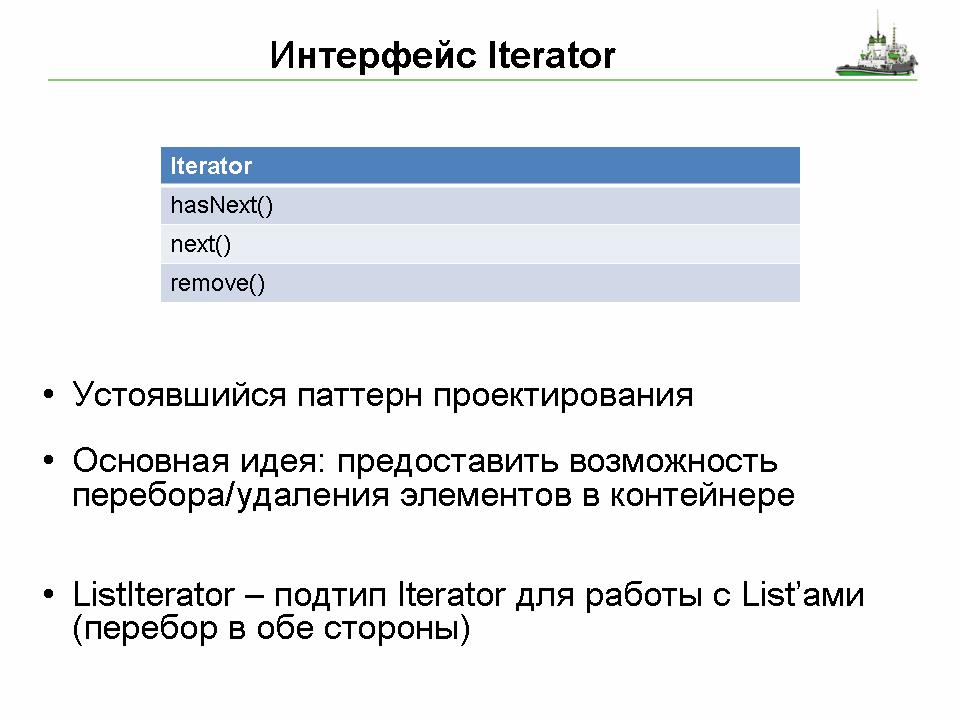 Интерфейс Iterator
Iterator
hasNext()
next()
remove()
• Устоявшийся паттерн проектирования
• Основная идея: предоставить возможность
перебора/удаления элементов в контейнере
• ListIterator – подтип Iterator для работы с List’ами
(перебор в обе стороны)